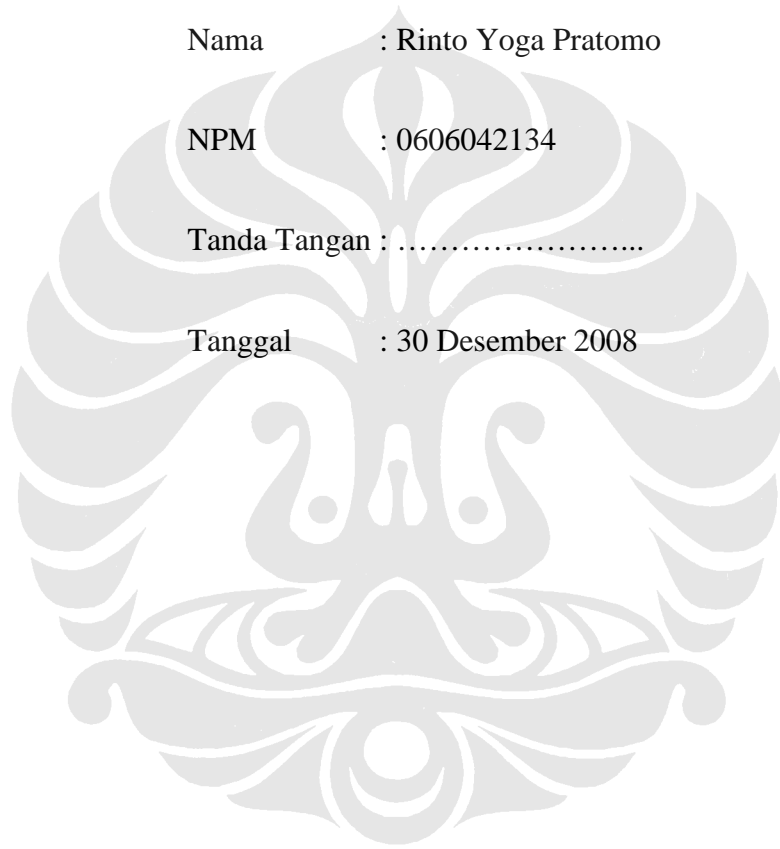 Nama : Rinto Yoga Pratomo
NPM : 0606042134
Tanda Tangan : …………………...
Tanggal : 30 Desember 2008